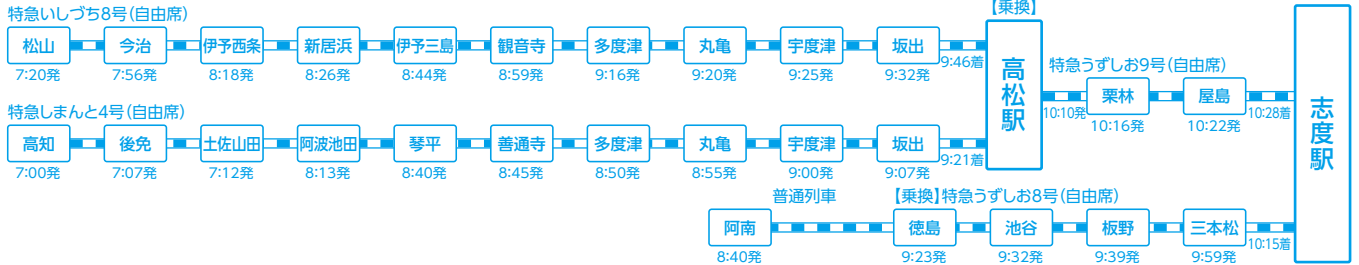 特急いしづち8号（自由席）
松山 今治 伊予西条 新居浜 伊予三島 観音寺 多度津 丸亀 宇度津 坂出
7:20発 7:56発 8:18発 8:26発 8:44発 8:59発 9:16発 9:20発 9:25発 9:32発 9:46着
特急しまんと4号（自由席）
高知 後免 土佐山田 阿波池田 琴平 善通寺 多度津 丸亀 宇度津 坂出
7:00発 7:07発 7:12発 8:13発 8:40発 8:45発 8:50発 8:55発 9:00発 9:07発 9:21着
【乗換】
高松駅
特急うずしお9号（自由席）
栗林 屋島
10:10発 10:16発 10:22発 10:28着
普通列車 【乗換】特急うずしお8号（自由席）
阿南 徳島 池谷 板野 三本松
8:40発 9:23発 9:32発 9:39発 9:59発 10:15着
志度駅